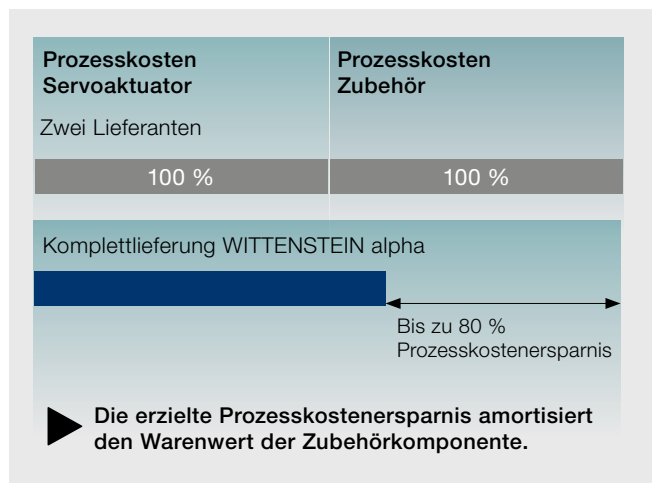 Prozesskosten
Servoaktuator
Prozesskosten
Zubehör
Zwei Lieferanten
100 %
100 %
Komplettlieferung WITTENSTEIN alpha
Bis zu 80 %
Prozesskostenersparnis
Die erzielte Prozesskostenersparnis amortisiert
den Warenwert der Zubehörkomponente.